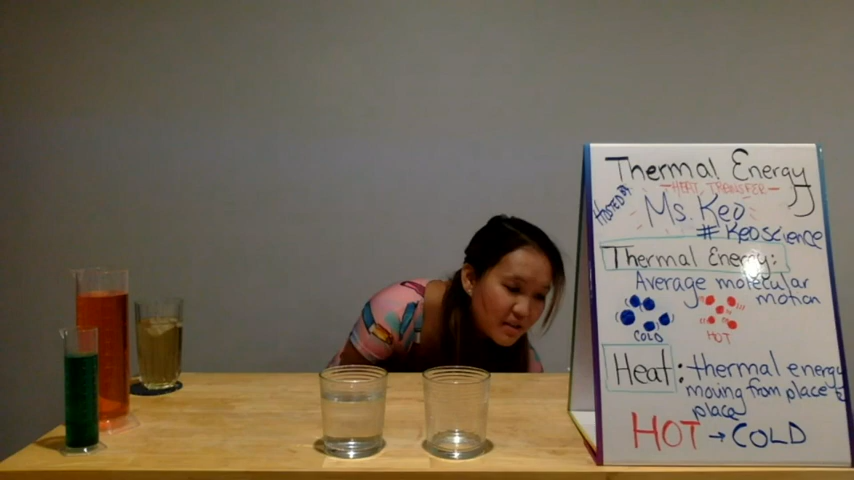 Thermal Energy
-HEAT TRANSFER-
HOSTED BY
Ms. Keo
#Keoscience
Thermal Energy:
Average molecular
motion
COLD HOT
Heat: thermal energy
moving from place to
place
HOT → COLD